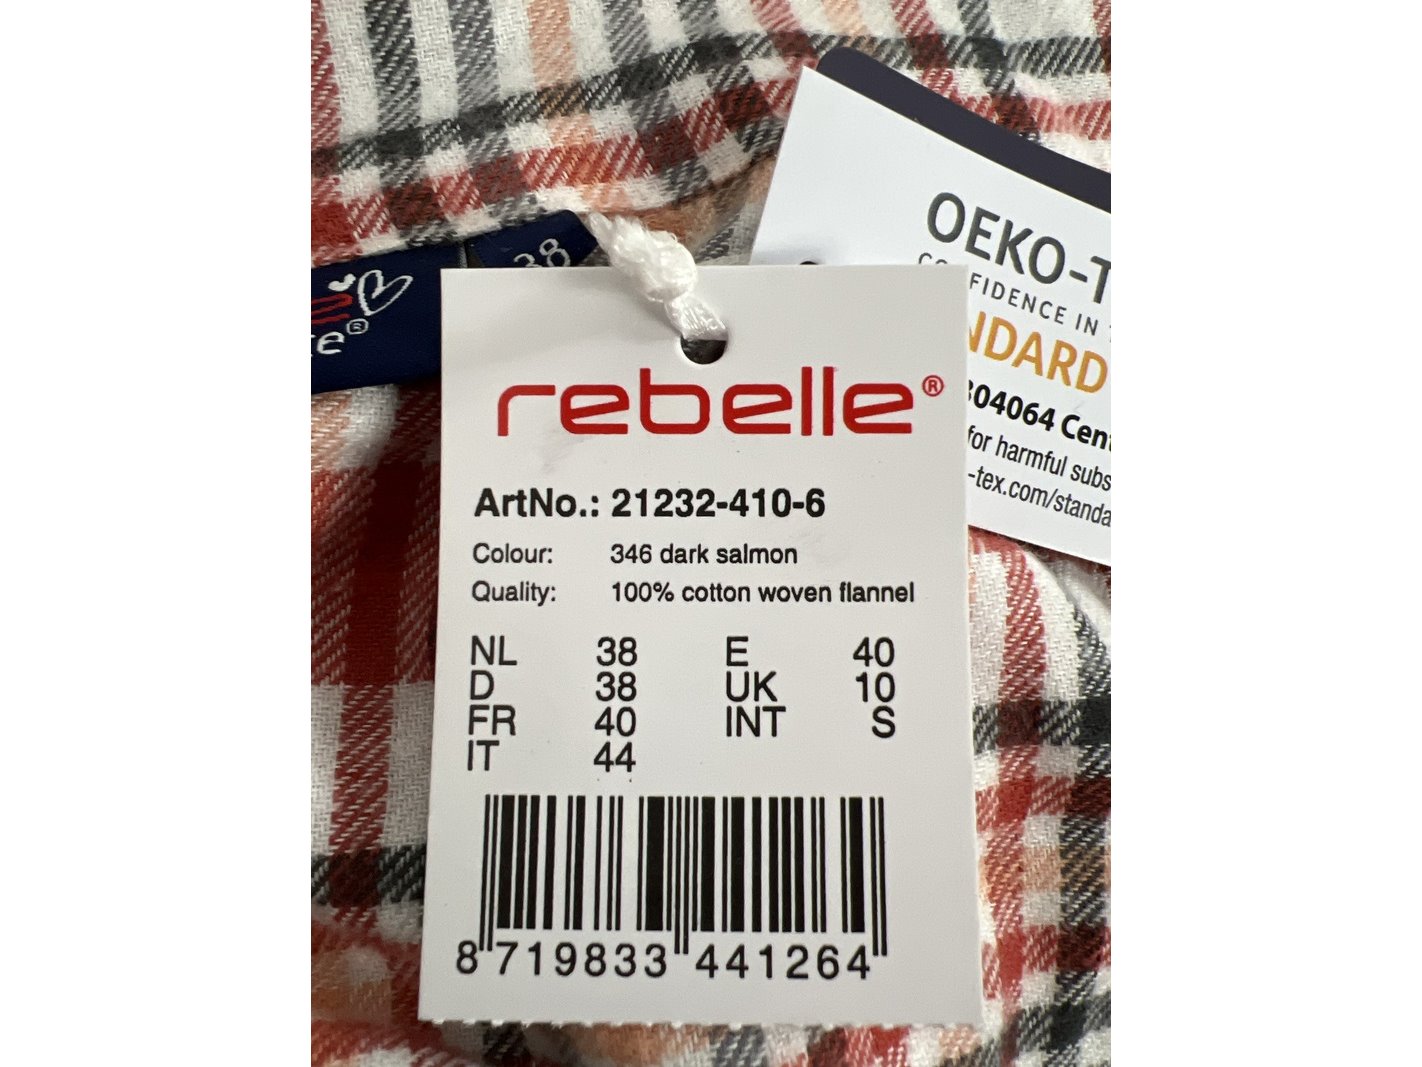 38
rebelle®
ArtNo.: 21232-410-6
Colour: 346 dark salmon
Quality: 100% cotton woven flannel
NL 38 E 40
D 38 UK 10
FR 40 INT S
IT 44
8 719833 441264
OEKO-T
CONFIDENCE IN
NDARD
304064 Cent
for harmful subs
-tex.com/standa